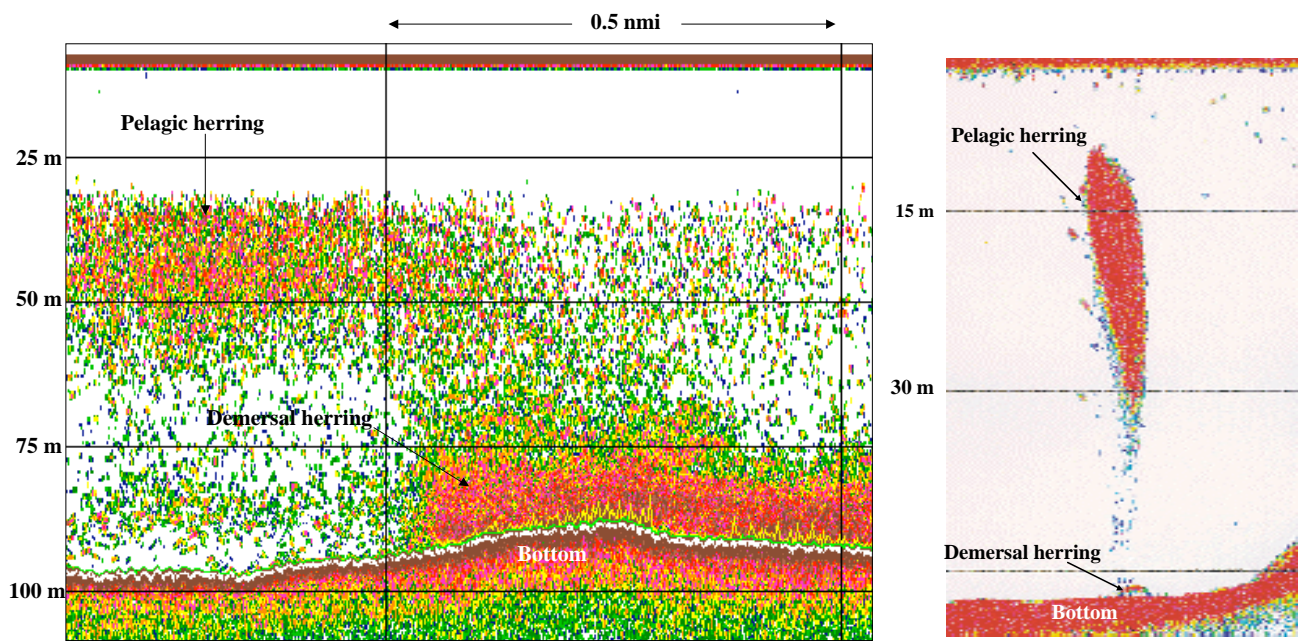 0.5 nmi
Pelagic herring
25 m
50 m
Demersal herring
75 m
Bottom
100 m
Pelagic herring
15 m
30 m
Demersal herring
Bottom